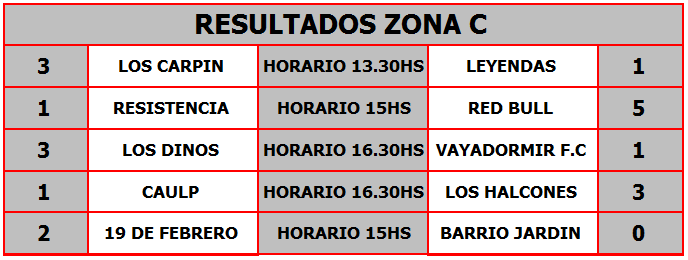 RESULTADOS ZONA C
3 LOS CARPIN HORARIO 13.30HS LEYENDAS 1
1 RESISTENCIA HORARIO 15HS RED BULL 5
3 LOS DINOS HORARIO 16.30HS VAYADORMIR F.C 1
1 CAULP HORARIO 16.30HS LOS HALCONES 3
2 19 DE FEBRERO HORARIO 15HS BARRIO JARDIN 0